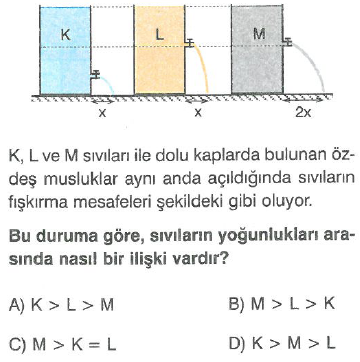 K L M
x x 2x
K, L ve M sıvıları ile dolu kaplarda bulunan öz-
deş musluklar aynı anda açıldığında sıvıların
fışkırma mesafeleri şekildeki gibi oluyor.
Bu duruma göre, sıvıların yoğunlukları ara-
sında nasıl bir ilişki vardır?
A) K > L > M B) M > L > K
C) M > K = L D) K > M > L